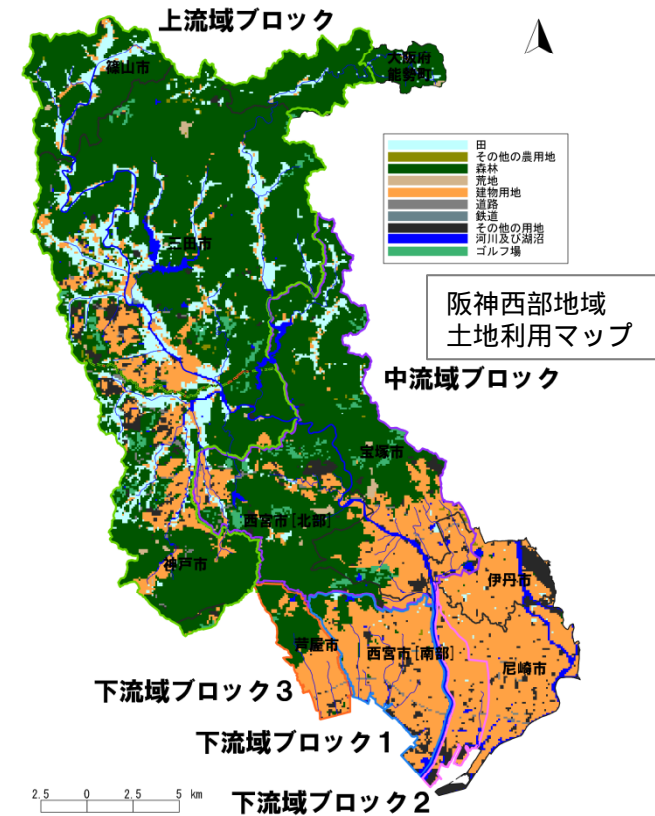 上流域ブロック
大阪府
能勢町
篠山市
田
その他の農用地
森林
荒地
建物用地
道路
鉄道
その他の用地
河川及び湖沼
ゴルフ場
三田市
阪神西部地域
土地利用マップ
中流域ブロック
宝塚市
西宮市[北部]
神戸市
伊丹市
芦屋市
西宮市[南部]
尼崎市
下流域ブロック3
下流域ブロック1
2.5 0 2.5 5 km
下流域ブロック2